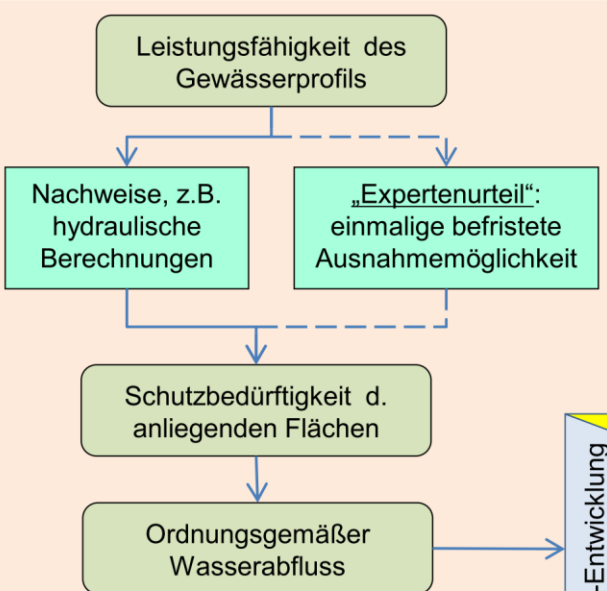 Leistungsfähigkeit des
Gewässerprofils
Nachweise, z.B.
hydraulische
Berechnungen
„Expertenurteil“:
einmalige befristete
Ausnahmemöglichkeit
Schutzbedürftigkeit d.
anliegenden Flächen
Ordnungsgemäßer
Wasserabfluss
-Entwicklung